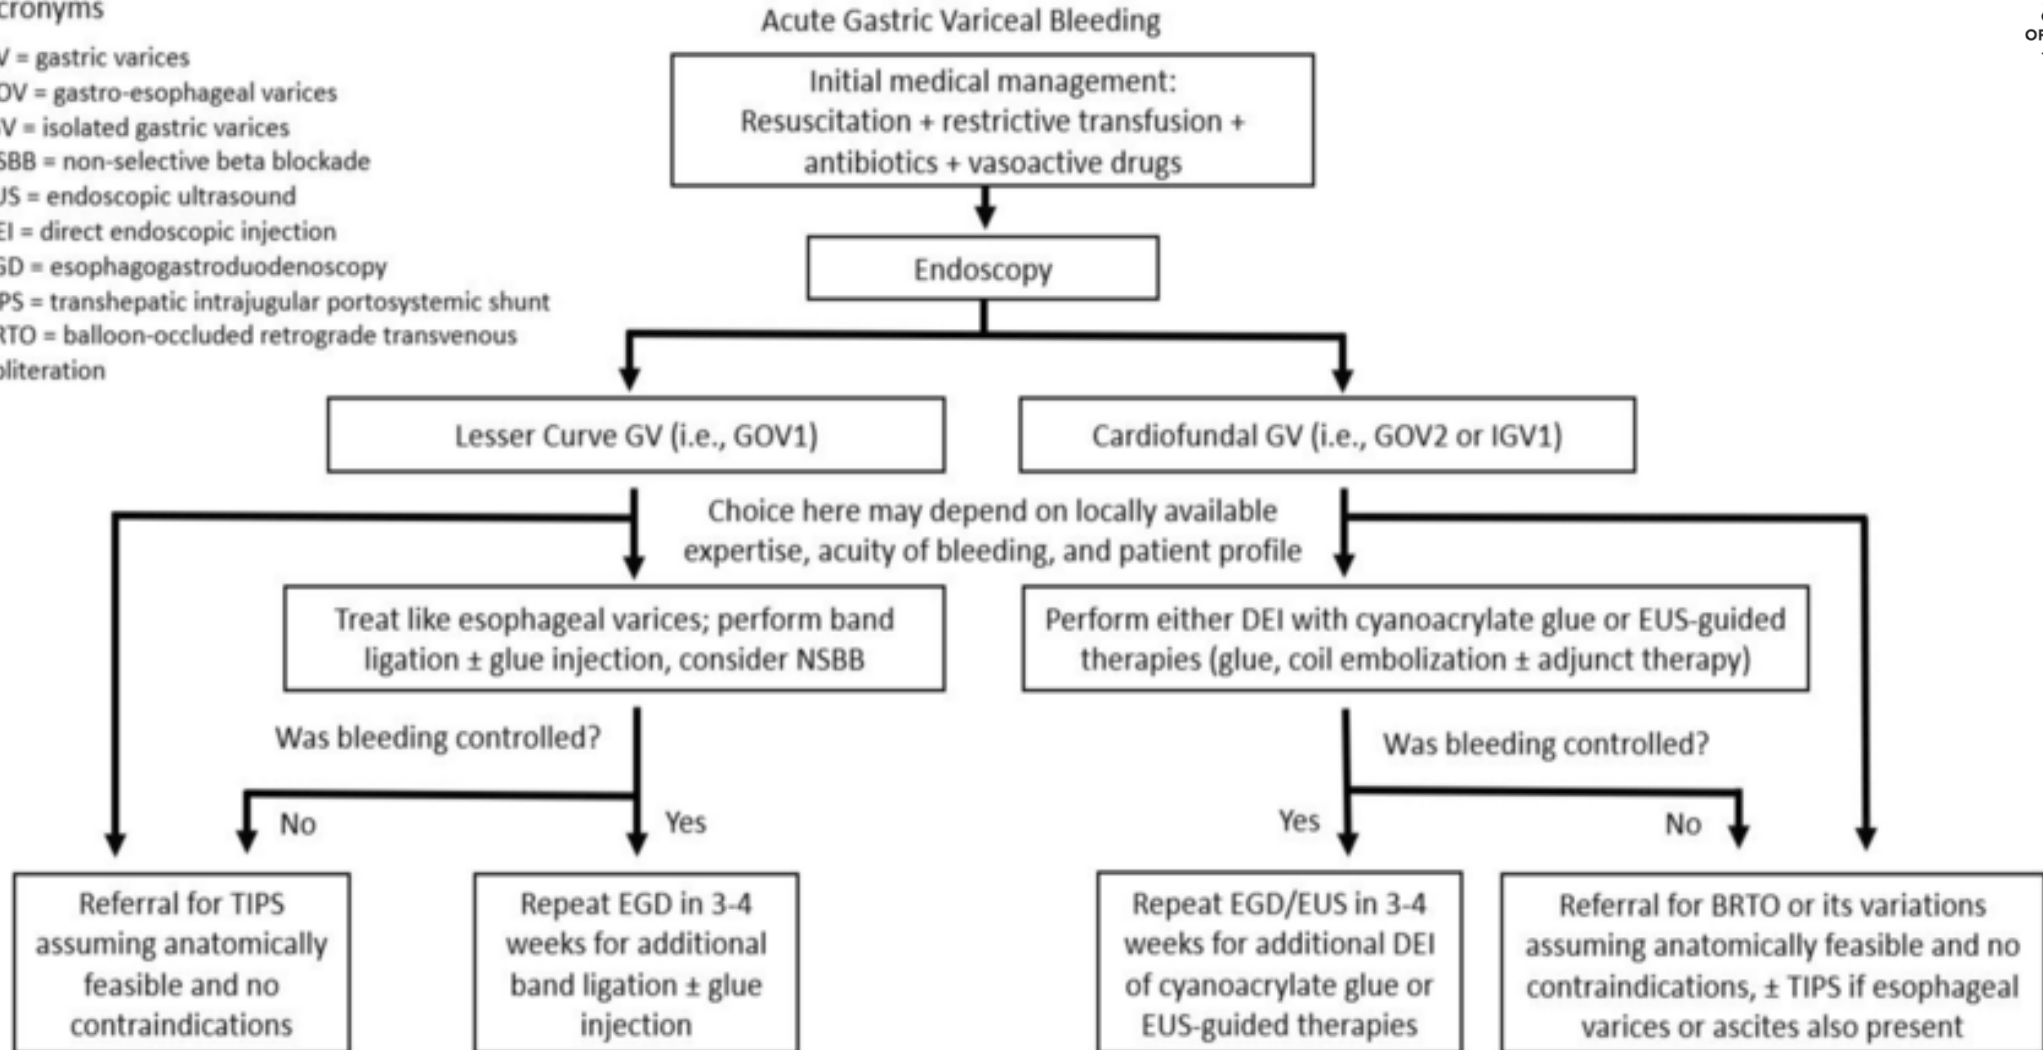 cronyms
V = gastric varices
OV = gastro-esophageal varices
V = isolated gastric varices
SBB = non-selective beta blockade
US = endoscopic ultrasound
EI = direct endoscopic injection
GD = esophagogastroduodenoscopy
IPS = transhepatic intrajugular portosystemic shunt
RTO = balloon-occluded retrograde transvenous
bliteration
Acute Gastric Variceal Bleeding
Initial medical management:
Resuscitation + restrictive transfusion +
antibiotics + vasoactive drugs
Endoscopy
Lesser Curve GV (i.e., GOV1)
Cardiofundal GV (i.e., GOV2 or IGV1)
Choice here may depend on locally available
expertise, acuity of bleeding, and patient profile
Treat like esophageal varices; perform band
ligation ± glue injection, consider NSBB
Perform either DEI with cyanoacrylate glue or EUS-guided
therapies (glue, coil embolization ± adjunct therapy)
Was bleeding controlled?
No
Yes
Was bleeding controlled?
Yes
No
Referral for TIPS
assuming anatomically
feasible and no
contraindications
Repeat EGD in 3-4
weeks for additional
band ligation ± glue
injection
Repeat EGD/EUS in 3-4
weeks for additional DEI
of cyanoacrylate glue or
EUS-guided therapies
Referral for BRTO or its variations
assuming anatomically feasible and no
contraindications, ± TIPS if esophageal
varices or ascites also present